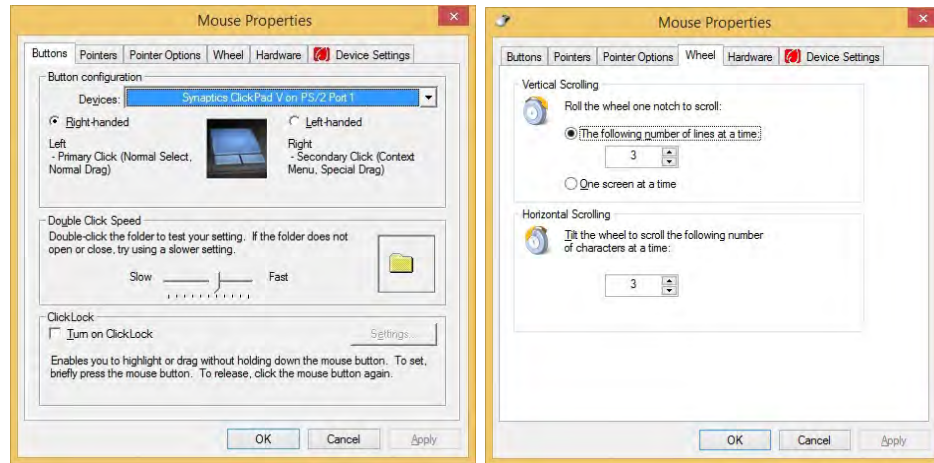 Mouse Properties
Buttons Pointers Pointer Options Wheel Hardware Device Settings
Button configuration
Devices: Synaptics ClickPad V on PS/2 Port 1
Right-handed Left-handed
Left
- Primary Click (Normal Select,
Normal Drag)
Right
- Secondary Click (Context
Menu, Special Drag)
Double Click Speed
Double-click the folder to test your setting. If the folder does not
open or close, try using a slower
setting.
Slow Fast
ClickLock
Turn on ClickLock Settings...
Enables you to highlight or drag without holding down the mouse button. To set,
briefly press the mouse button. To release, click the mouse button again.
OK Cancel Apply
Mouse Properties
Buttons Pointers Pointer Options Wheel Hardware Device Settings
Vertical Scrolling
Roll the wheel one notch to scroll:
The following number of lines at a time:
3
One screen at a time
Horizontal Scrolling
Tilt the wheel to scroll the following number
of characters at a time:
3
OK Cancel Apply